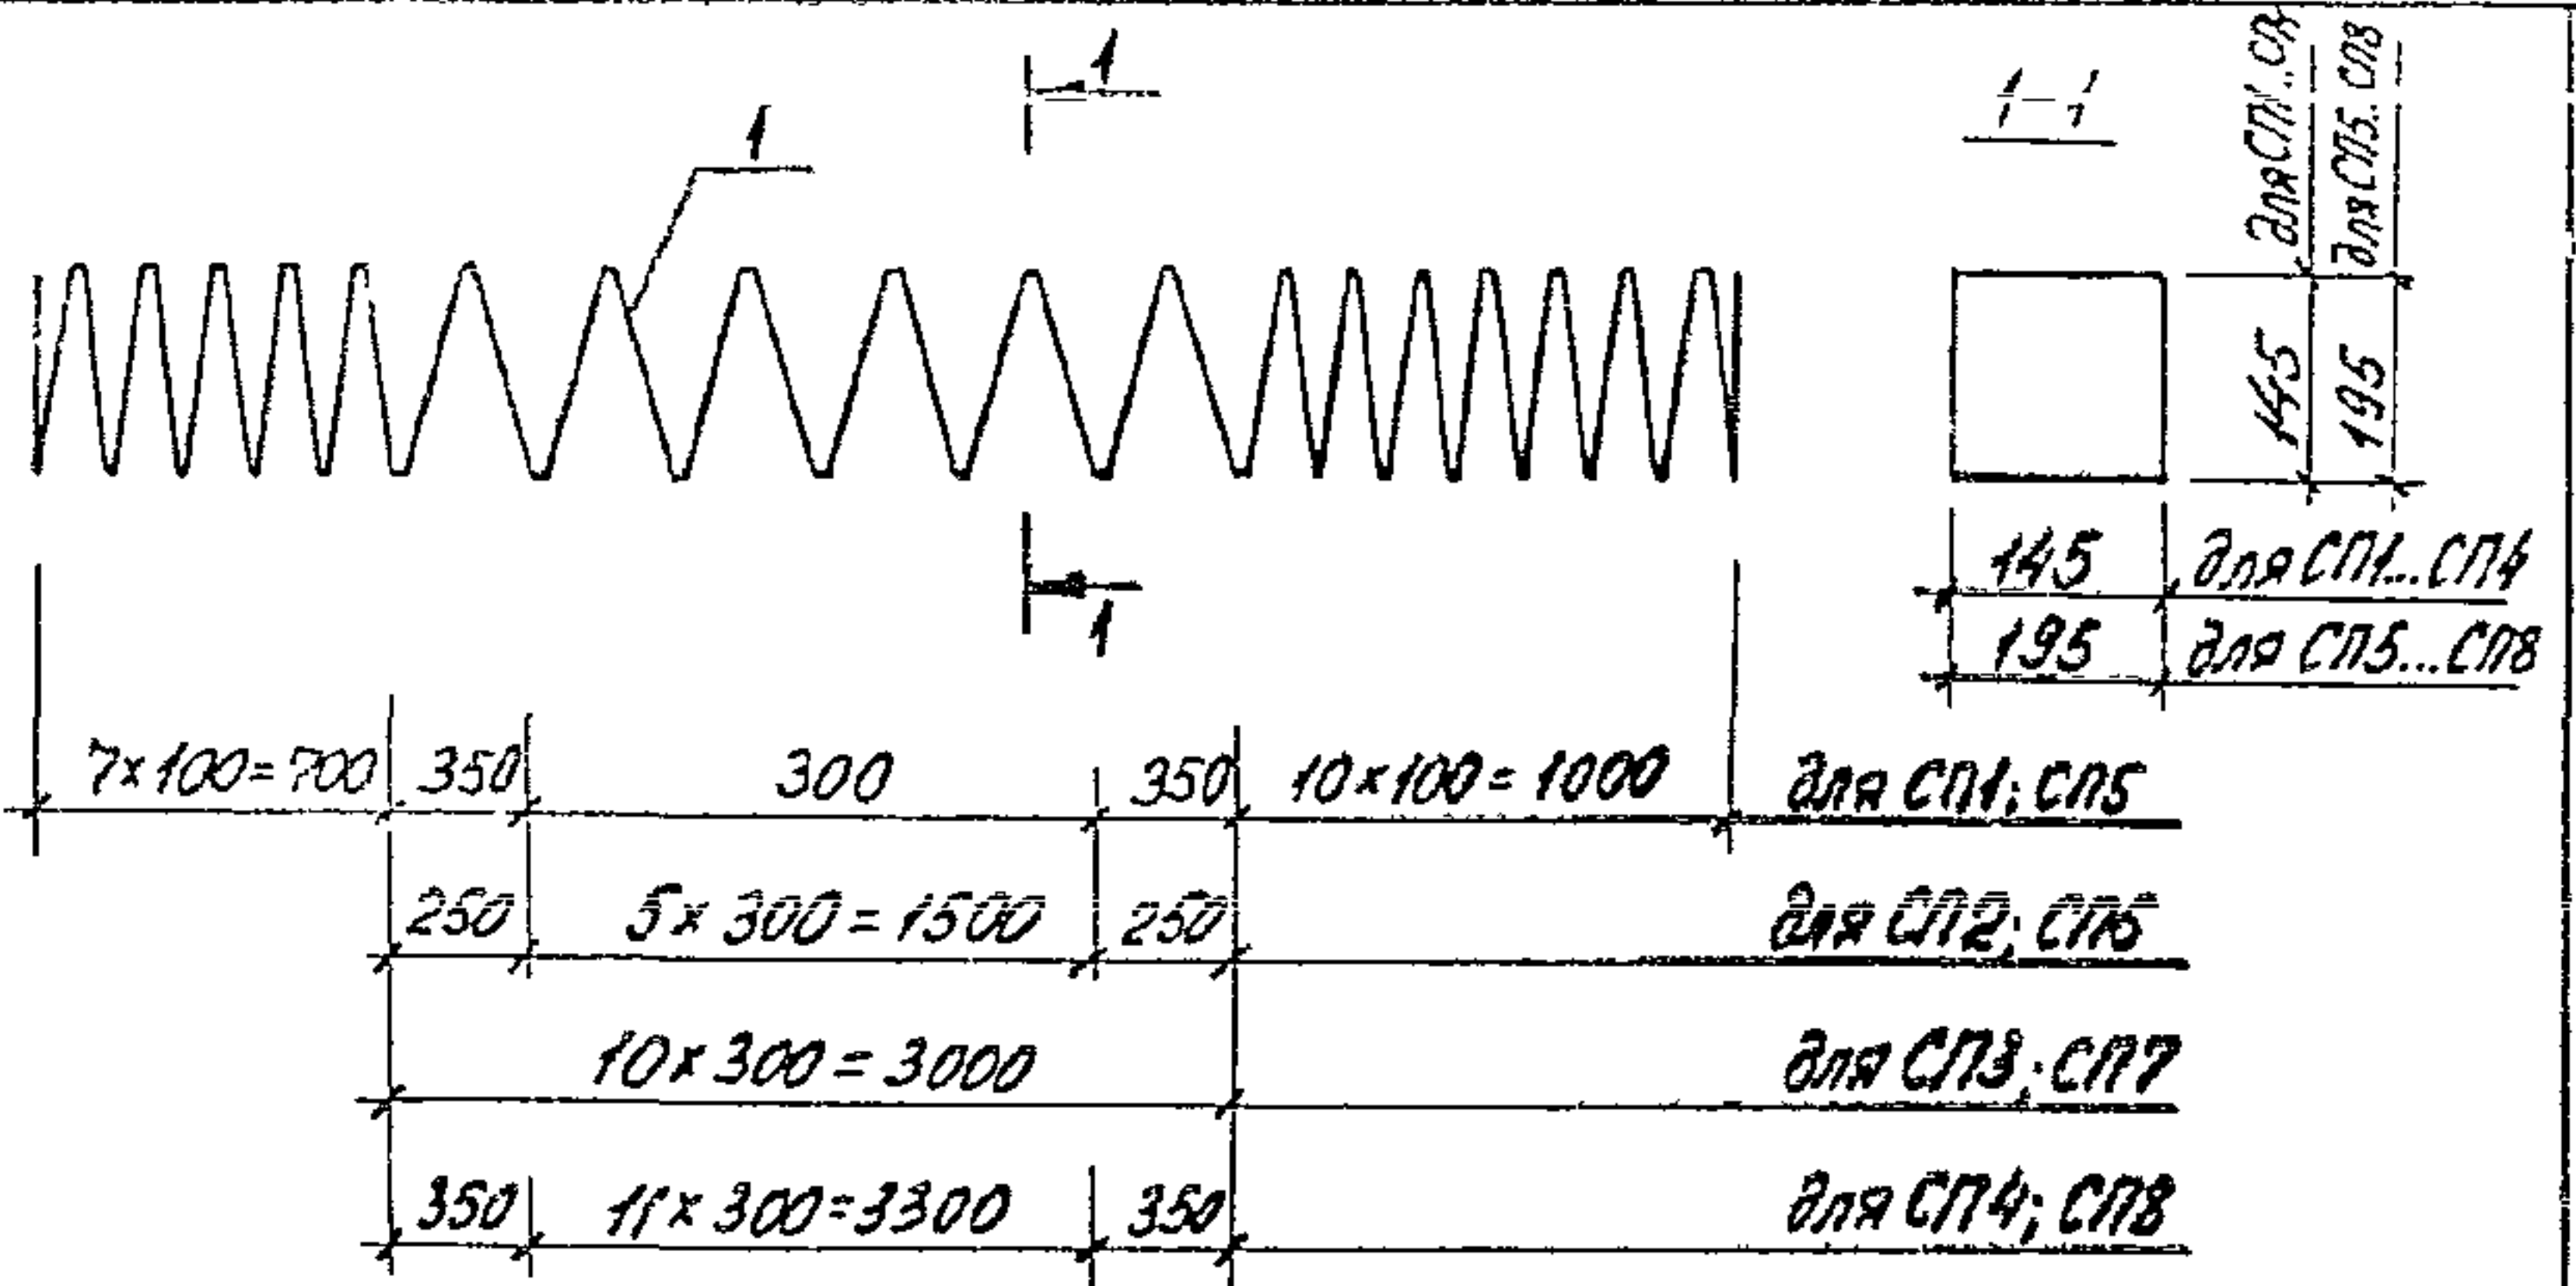 1
1
1-1
для СП1..СП4
для СП5..СП8
145
195
1
145 для СП1...СП4
195 для СП5...СП8
7×100=700 350 300 350 10×100=1000 для СП1; СП5
250 5×300=1500 250 для СП2; СП6
10×300=3000 для СП3; СП7
350 11×300=3300 350 для СП4; СП8